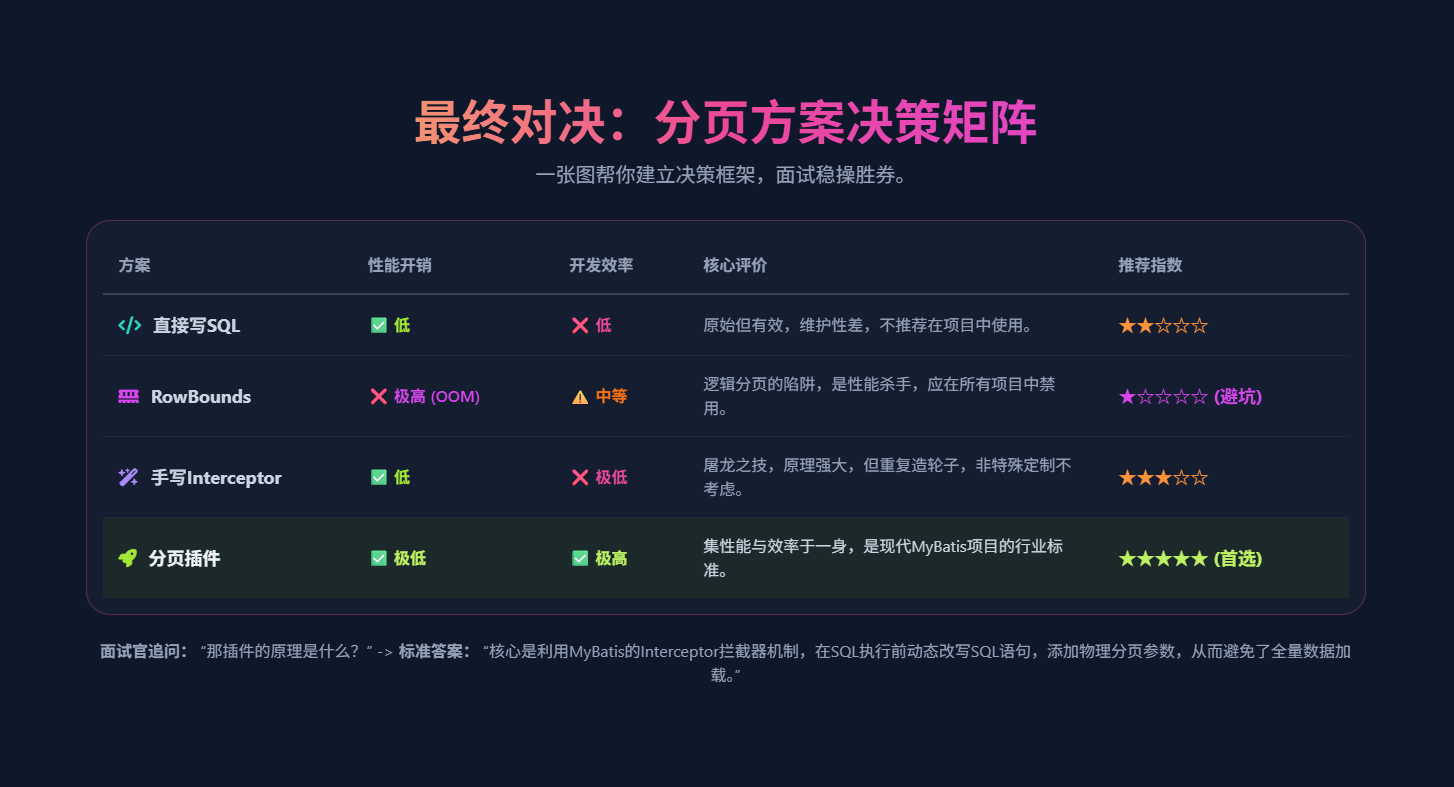 最终对决：分页方案决策矩阵
一张图帮你建立决策框架，面试稳操胜券。
方案 性能开销 开发效率 核心评价 推荐指数
直接写SQL ✅ 低 ❌ 低 原始但有效，维护性差，不推荐在项目中使用。 ★★☆☆☆
RowBounds ❌ 极高 (OOM) ⚠️ 中等 逻辑分页的陷阱，是性能杀手，应在所有项目中禁
用。 ★☆☆☆☆ (避坑)
手写Interceptor ✅ 低 ❌ 极低 屠龙之技，原理强大，但重复造轮子，非特殊定制不
考虑。 ★★★☆☆
分页插件 ✅ 极低 ✅ 极高 集性能与效率于一身，是现代MyBatis项目的行业标
准。 ★★★★★ (首选)
面试官追问： “那插件的原理是什么？” -> 标准答案： “核心是利用MyBatis的Interceptor拦截器机制，在SQL执行前动态改写SQL语句，添加物理分页参数，从而避免了全量数据加
载。”